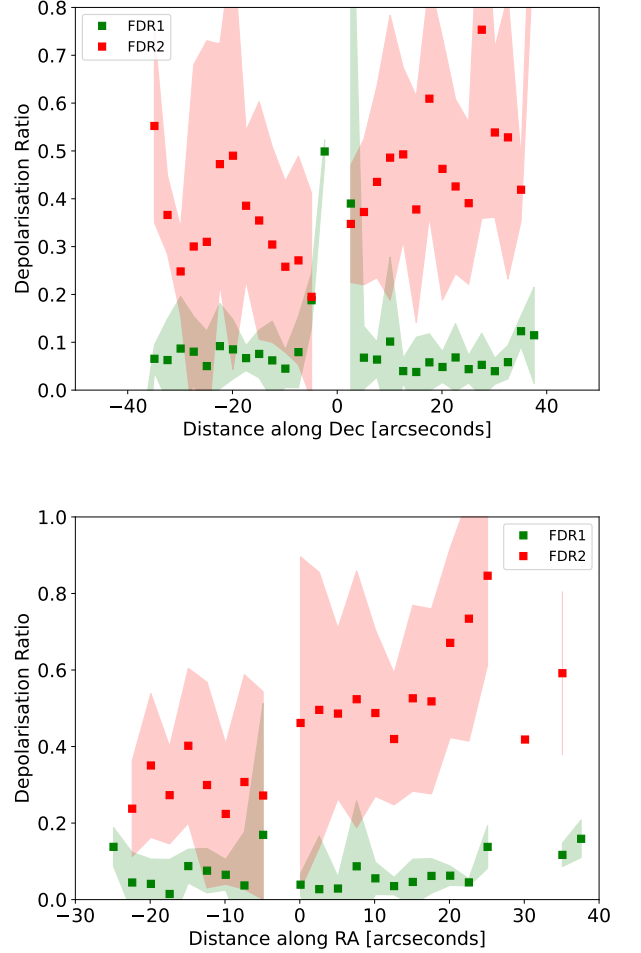 0.8
0.7
0.6
0.5
0.4
0.3
0.2
0.1
0.0
Depolarisation Ratio
FDR1
FDR2
−40 −20 0 20 40
Distance along Dec [arcseconds]
1.0
0.8
0.6
0.4
0.2
0.0
Depolarisation Ratio
FDR1
FDR2
−30 −20 −10 0 10 20 30 40
Distance along RA [arcseconds]